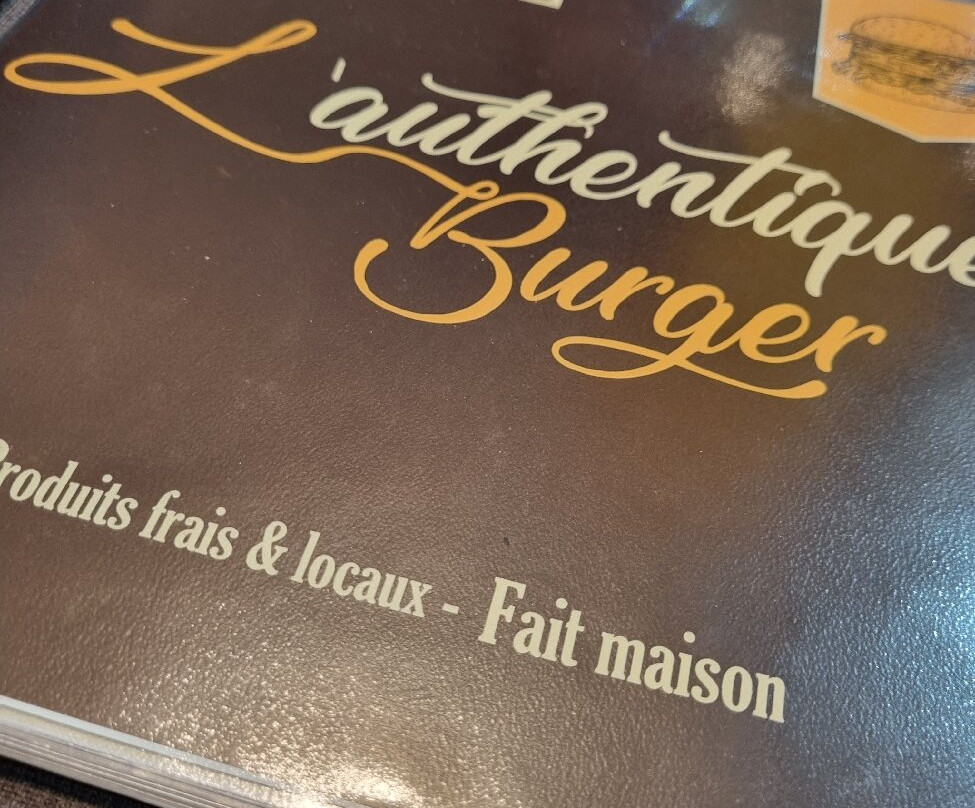 L'authentique
Burger
Produits frais & locaux - Fait maison